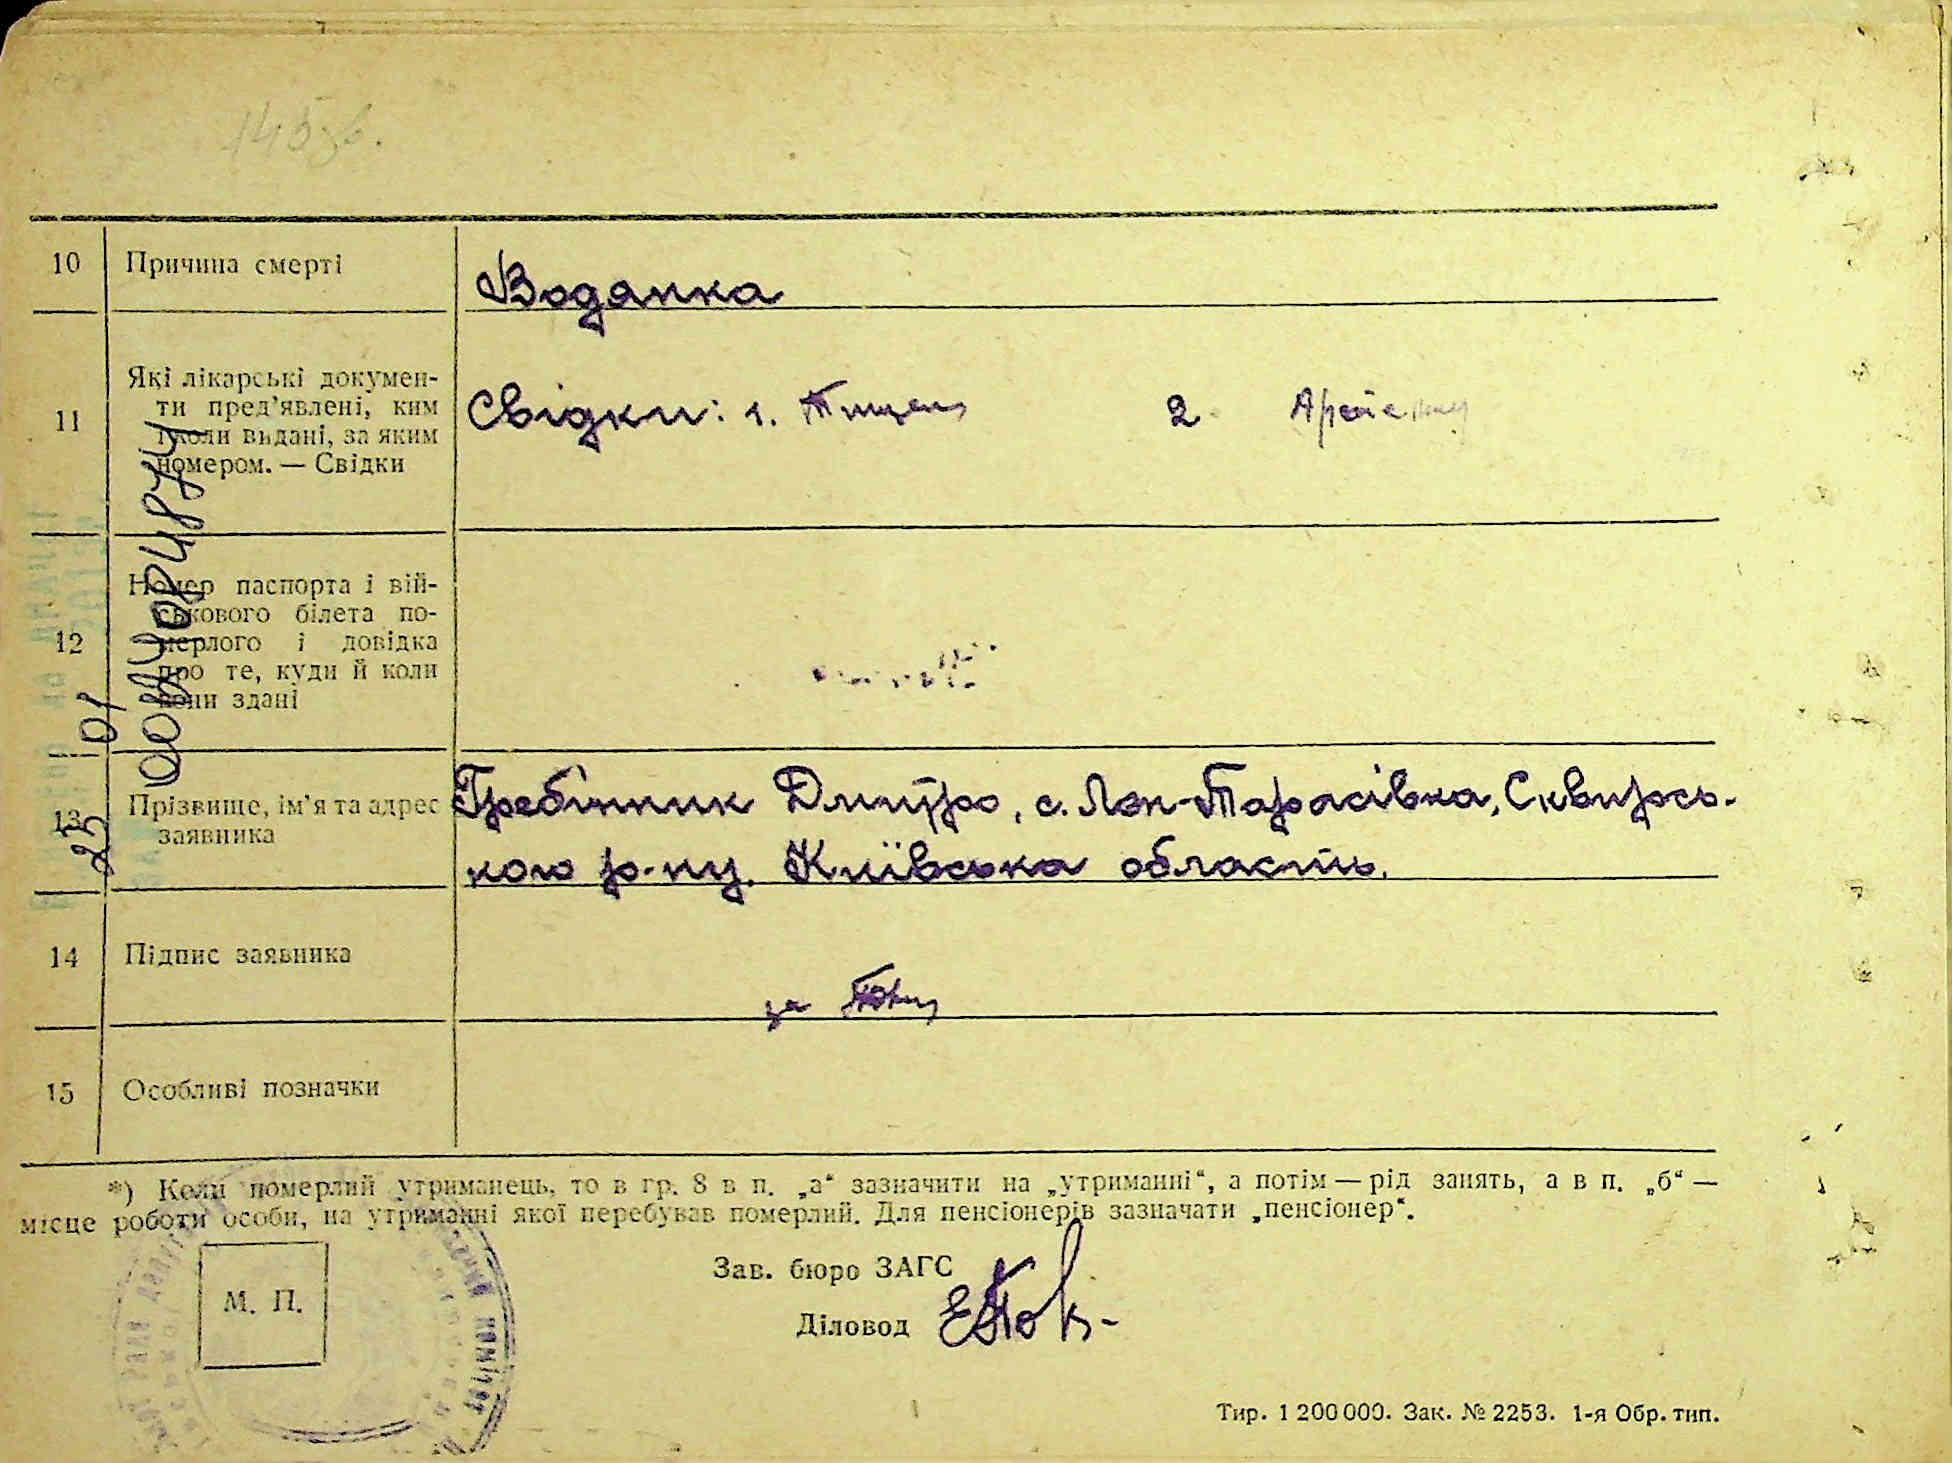 145зв.
10 Причина смерті Водянка
11 Які лікарські докумен-
ти пред'явлені, ким
і коли видані, за яким
номером. — Свідки
Свідки: 1. 2.
12 Номер паспорта і вій-
ськового білета по-
мерлого і довідка
про те, куди й коли
вони здані
13 Прізвище, ім'я та адрес
заявника
Гребінник Дмитро, с. Лон-Тарасівка, Сквирсь-
кого р-ну. Київська область.
14 Підпис заявника за
15 Особливі позначки
*) Коли померлий утриманець, то в гр. 8 в п. „а“ зазначити на „утриманні“, а потім — рід занять, а в п. „б“ —
місце роботи особи, на утриманні якої перебував померлий. Для пенсіонерів зазначати „пенсіонер“.
М. П.
Зав. бюро ЗАГС
Діловод
Тир. 1 200 000. Зак. № 2253. 1-я Обр. тип.